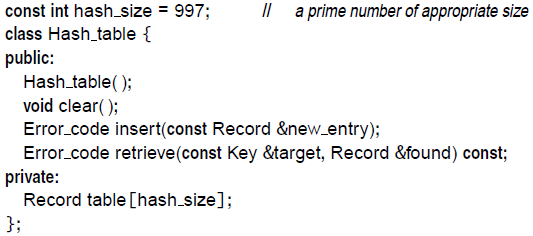 const int hash_size = 997; // a prime number of appropriate size
class Hash_table {
public:
Hash_table( );
void clear( );
Error_code insert(const Record &new_entry);
Error_code retrieve(const Key &target, Record &found) const;
private:
Record table[hash_size];
};